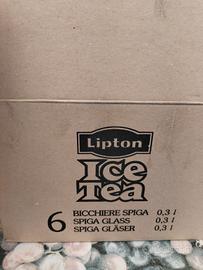 Lipton
Ice
Tea
6 BICCHIERE SPIGA 0,3 l
SPIGA GLASS 0,3 l
SPIGA GLÄSER 0,3 l